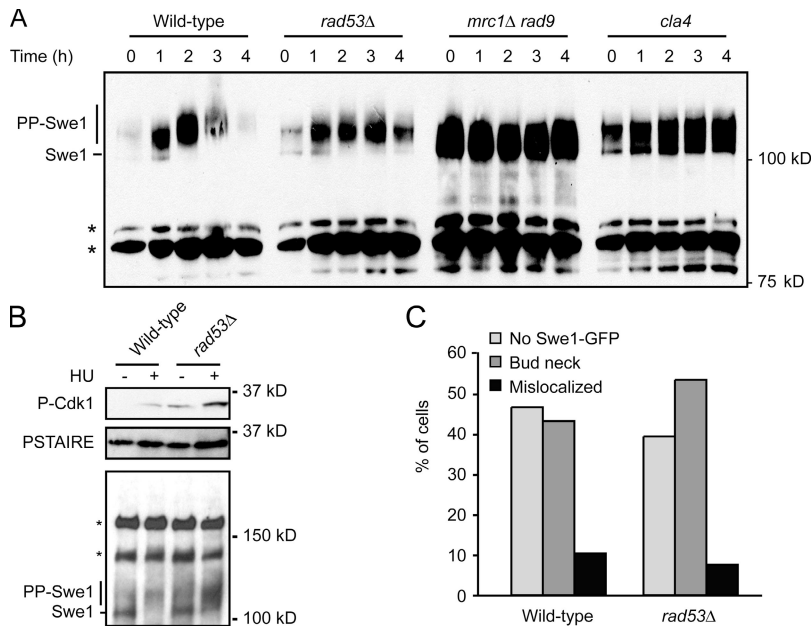 A
Wild-type rad53Δ mrc1Δ rad9 cla4
Time (h) 0 1 2 3 4 0 1 2 3 4 0 1 2 3 4 0 1 2 3 4
PP-Swe1
Swe1
100 kD
*
*
75 kD
B
Wild-type rad53Δ
HU - + - +
37 kD
P-Cdk1
37 kD
PSTAIRE
*
150 kD
*
PP-Swe1
Swe1
100 kD
C
No Swe1-GFP
Bud neck
Mislocalized
% of cells
60
50
40
30
20
10
0
Wild-type rad53Δ